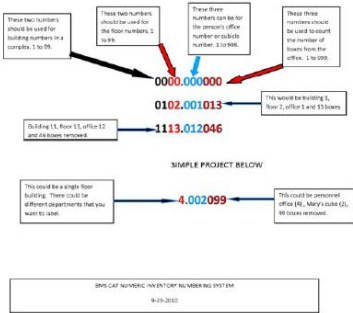 These two numbers should be used for building numbers in a complex. 1 to 99.
These two numbers should be used for the floor numbers, 1 to 99.
These three numbers can be for the person's office number or cubicle number. 1 to 999.
These three numbers should be used to count the number of boxes from the office. 1 to 999.
0000.000000
0102.001013
This would be building 1, floor 2, office 1 and 13 boxes
Building 11, floor 13, office 12 and 46 boxes removed.
1113.012046
SIMPLE PROJECT BELOW
This could be a single floor building. There could be different departments that you want to label.
4.002099
This could be personnel office (4), Mary's cube (2), 99 boxes removed.
BMS CAT NUMERIC INVENTORY NUMBERING SYSTEM
9-23-2010